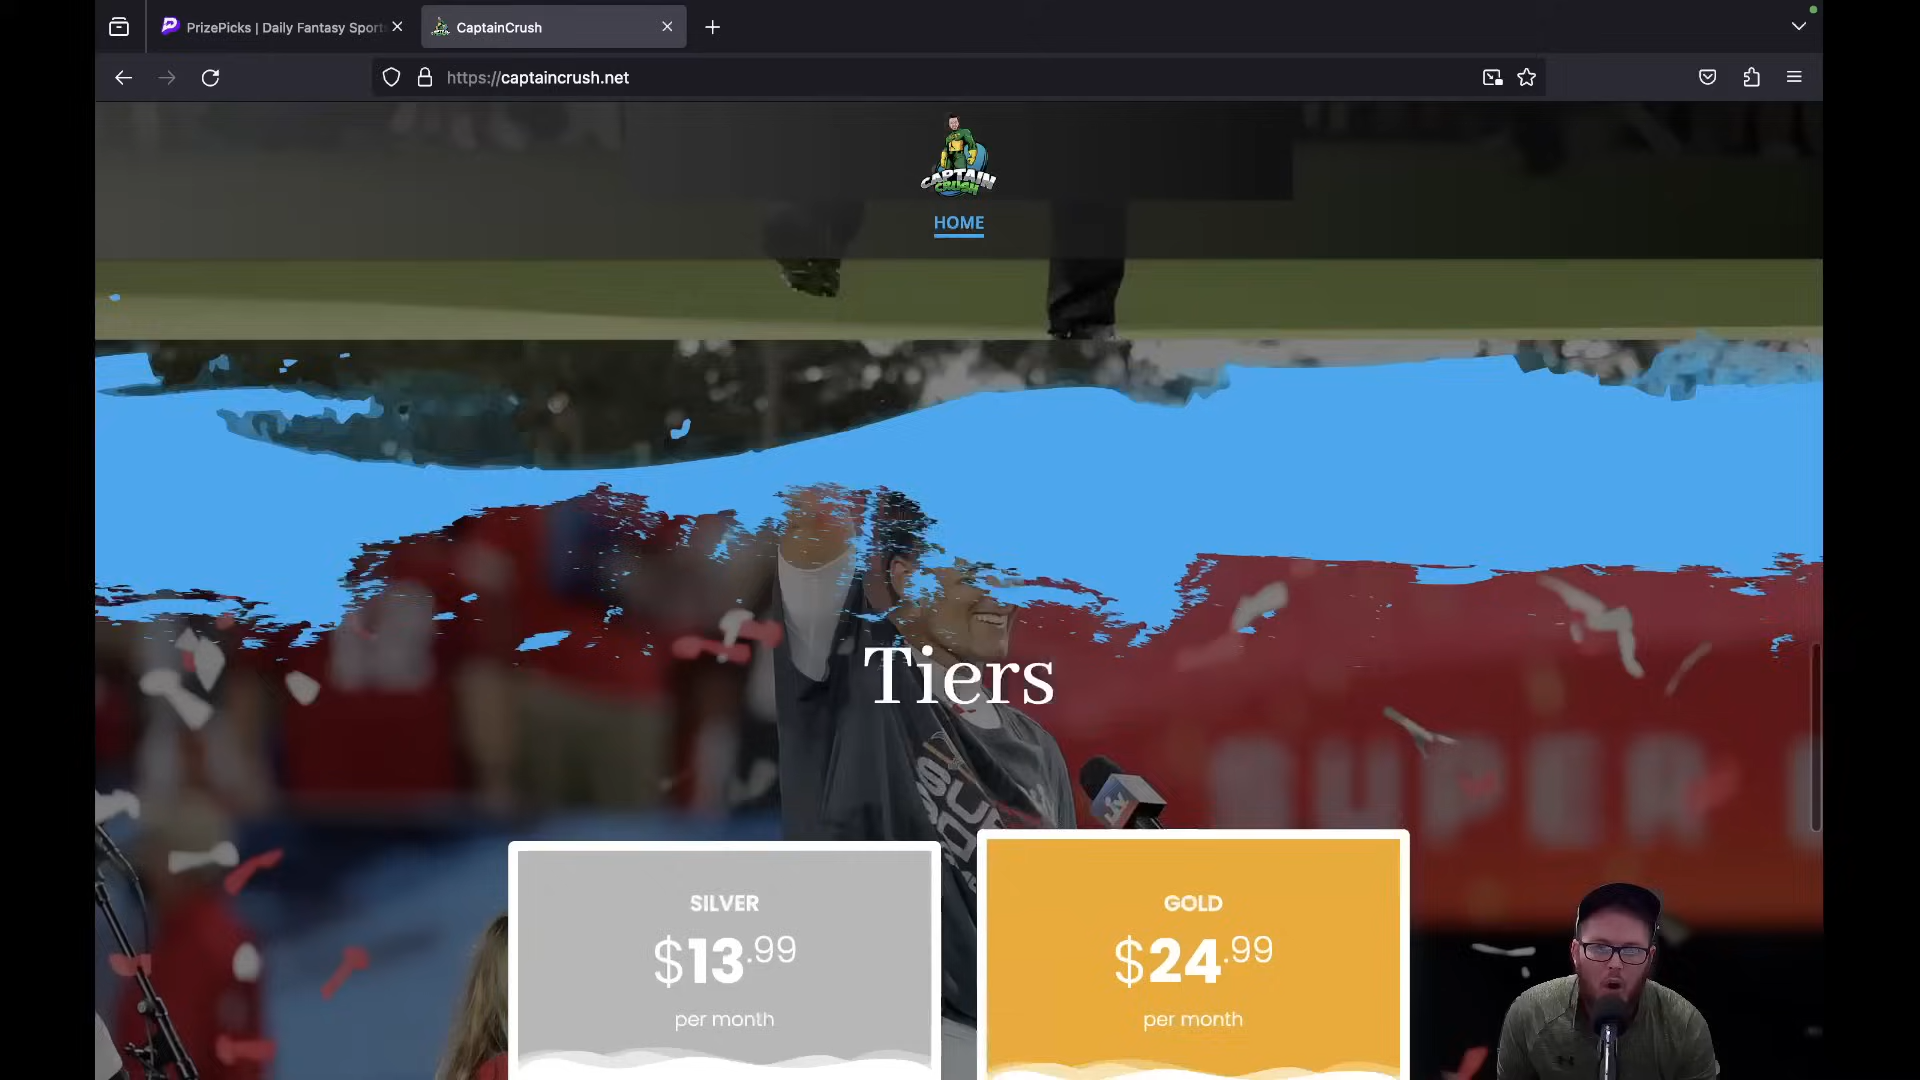 PrizePicks | Daily Fantasy Sport
CaptainCrush
https://captaincrush.net
CAPTAIN
CRUSH
HOME
Tiers
SUPER
SILVER
$13.99
per month
GOLD
$24.99
per month